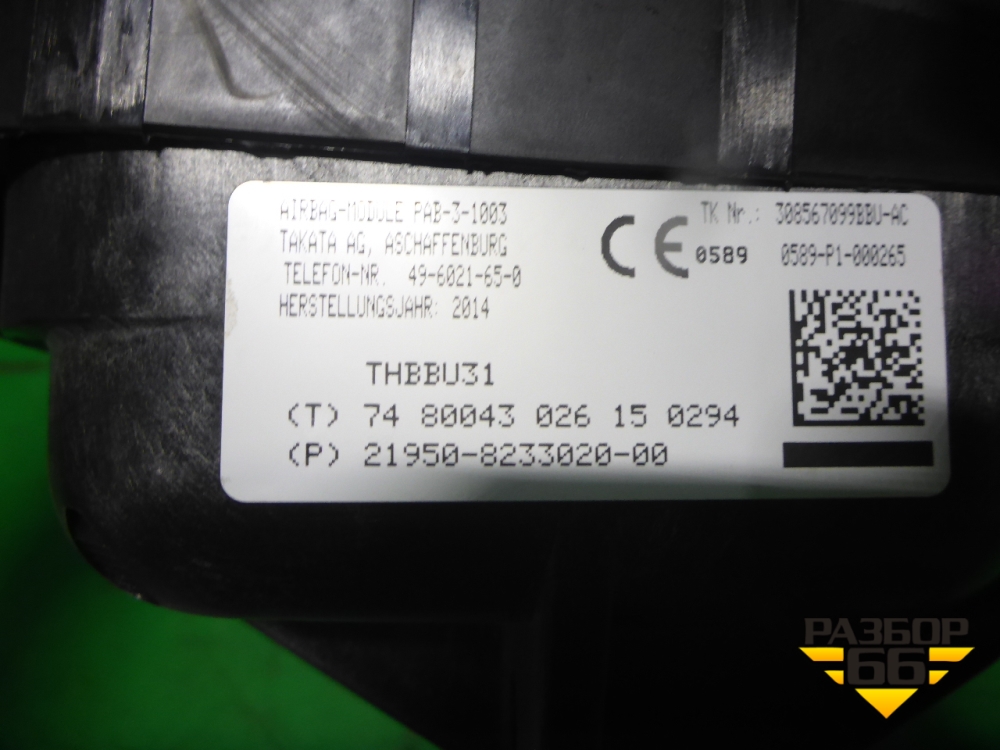 AIRBAG-MODULE PAB-3-1003
TAKATA AG, ASCHAFFENBURG
TELEFON-NR. 49-6021-65-0
HERSTELLUNGSJAHR: 2014
CE 0589
TK Nr.: 308567099BBU-AC
0589-P1-000265
THBBU31
(T) 74 80043 026 15 0294
(P) 21950-8233020-00
РАЗБОР
66